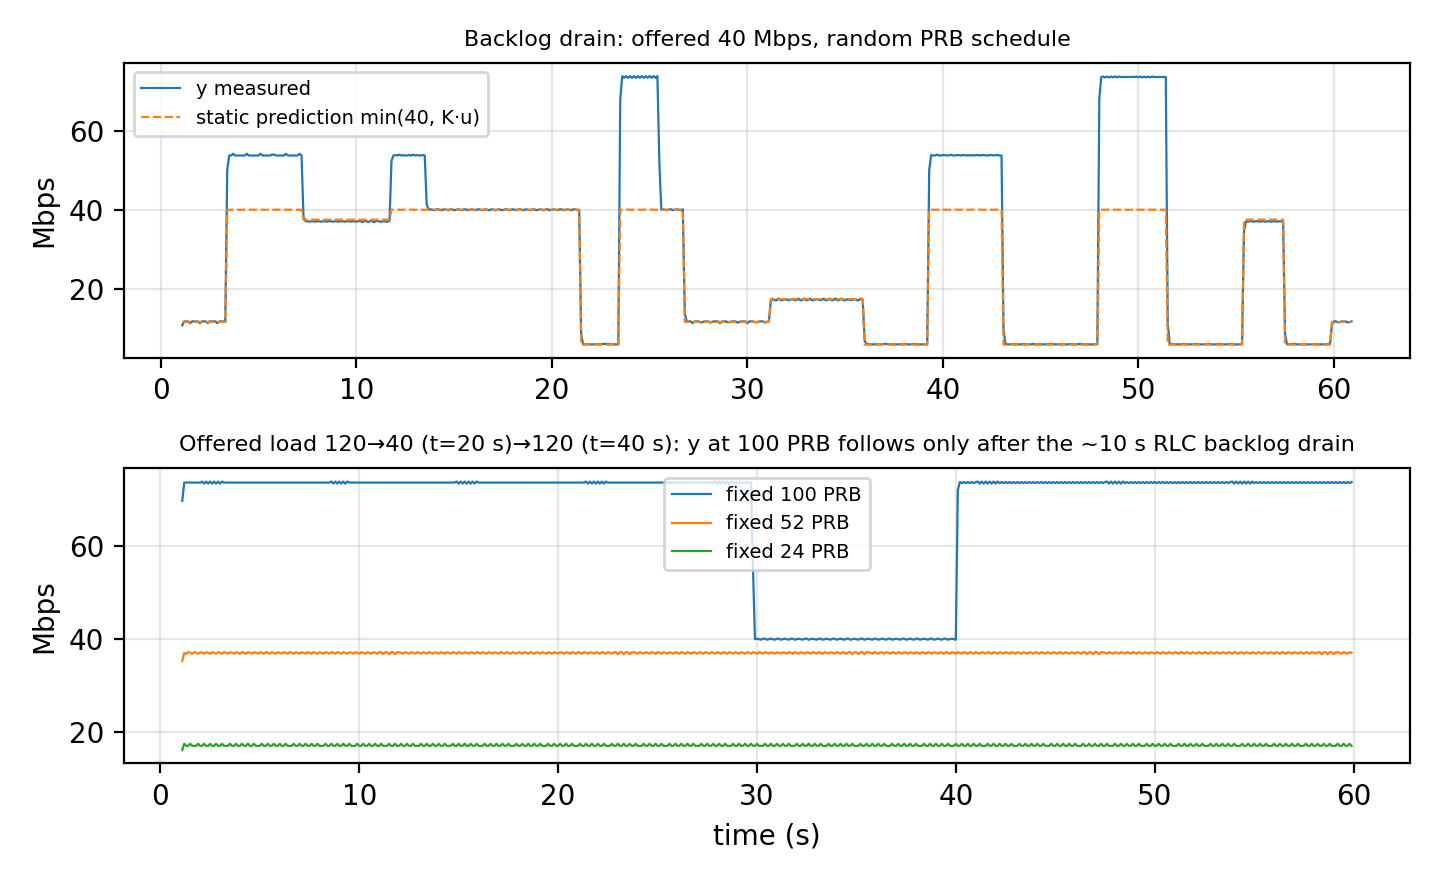 Backlog drain: offered 40 Mbps, random PRB schedule
y measured
static prediction min(40, K·u)
Mbps
60
40
20
0
10
20
30
40
50
60
Offered load 120→40 (t=20 s)→120 (t=40 s): y at 100 PRB follows only after the ~10 s RLC backlog drain
fixed 100 PRB
fixed 52 PRB
fixed 24 PRB
Mbps
60
40
20
0
10
20
30
40
50
60
time (s)